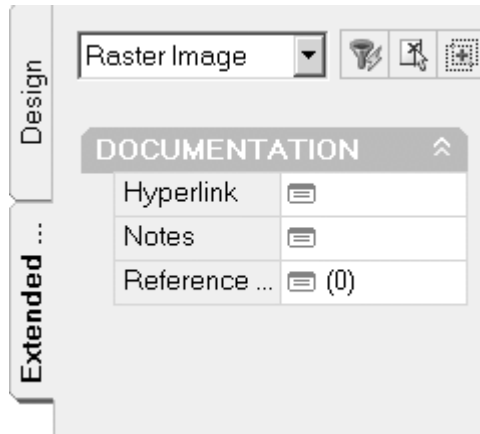 Raster Image
Design
Extended ...
DOCUMENTATION
Hyperlink
Notes
Reference ... (0)